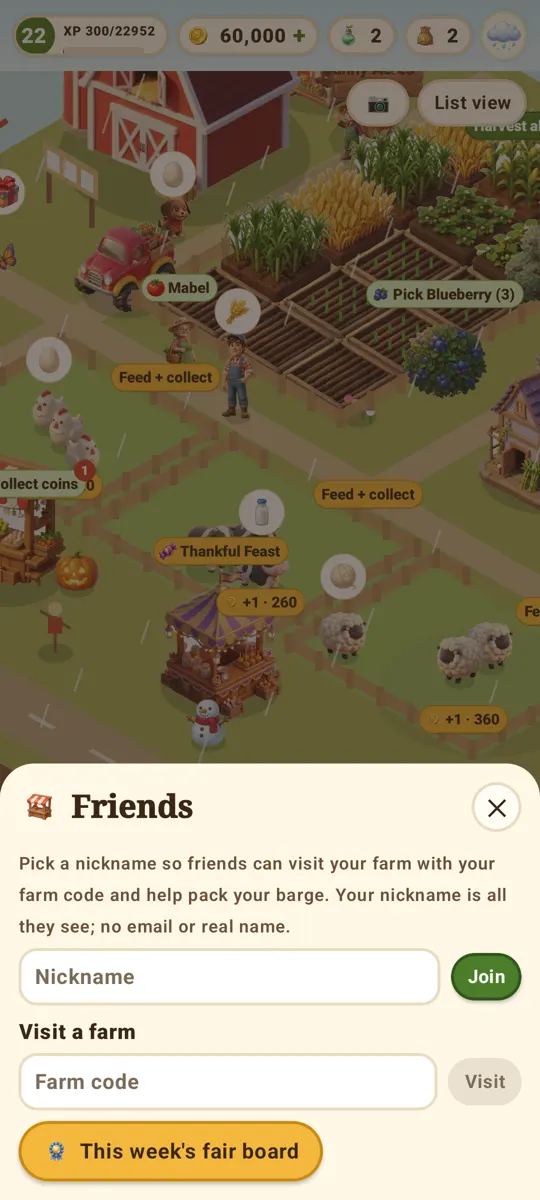 22
XP 300/22952
60,000 +
2
2
List view
Harvest al
Mabel
Pick Blueberry (3)
Feed + collect
ollect coins
1
0
Feed + collect
Thankful Feast
+1 · 260
Fe
+1 · 360
Friends
Pick a nickname so friends can visit your farm with your
farm code and help pack your barge. Your nickname is all
they see; no email or real name.
Nickname
Join
Visit a farm
Farm code
Visit
This week's fair board